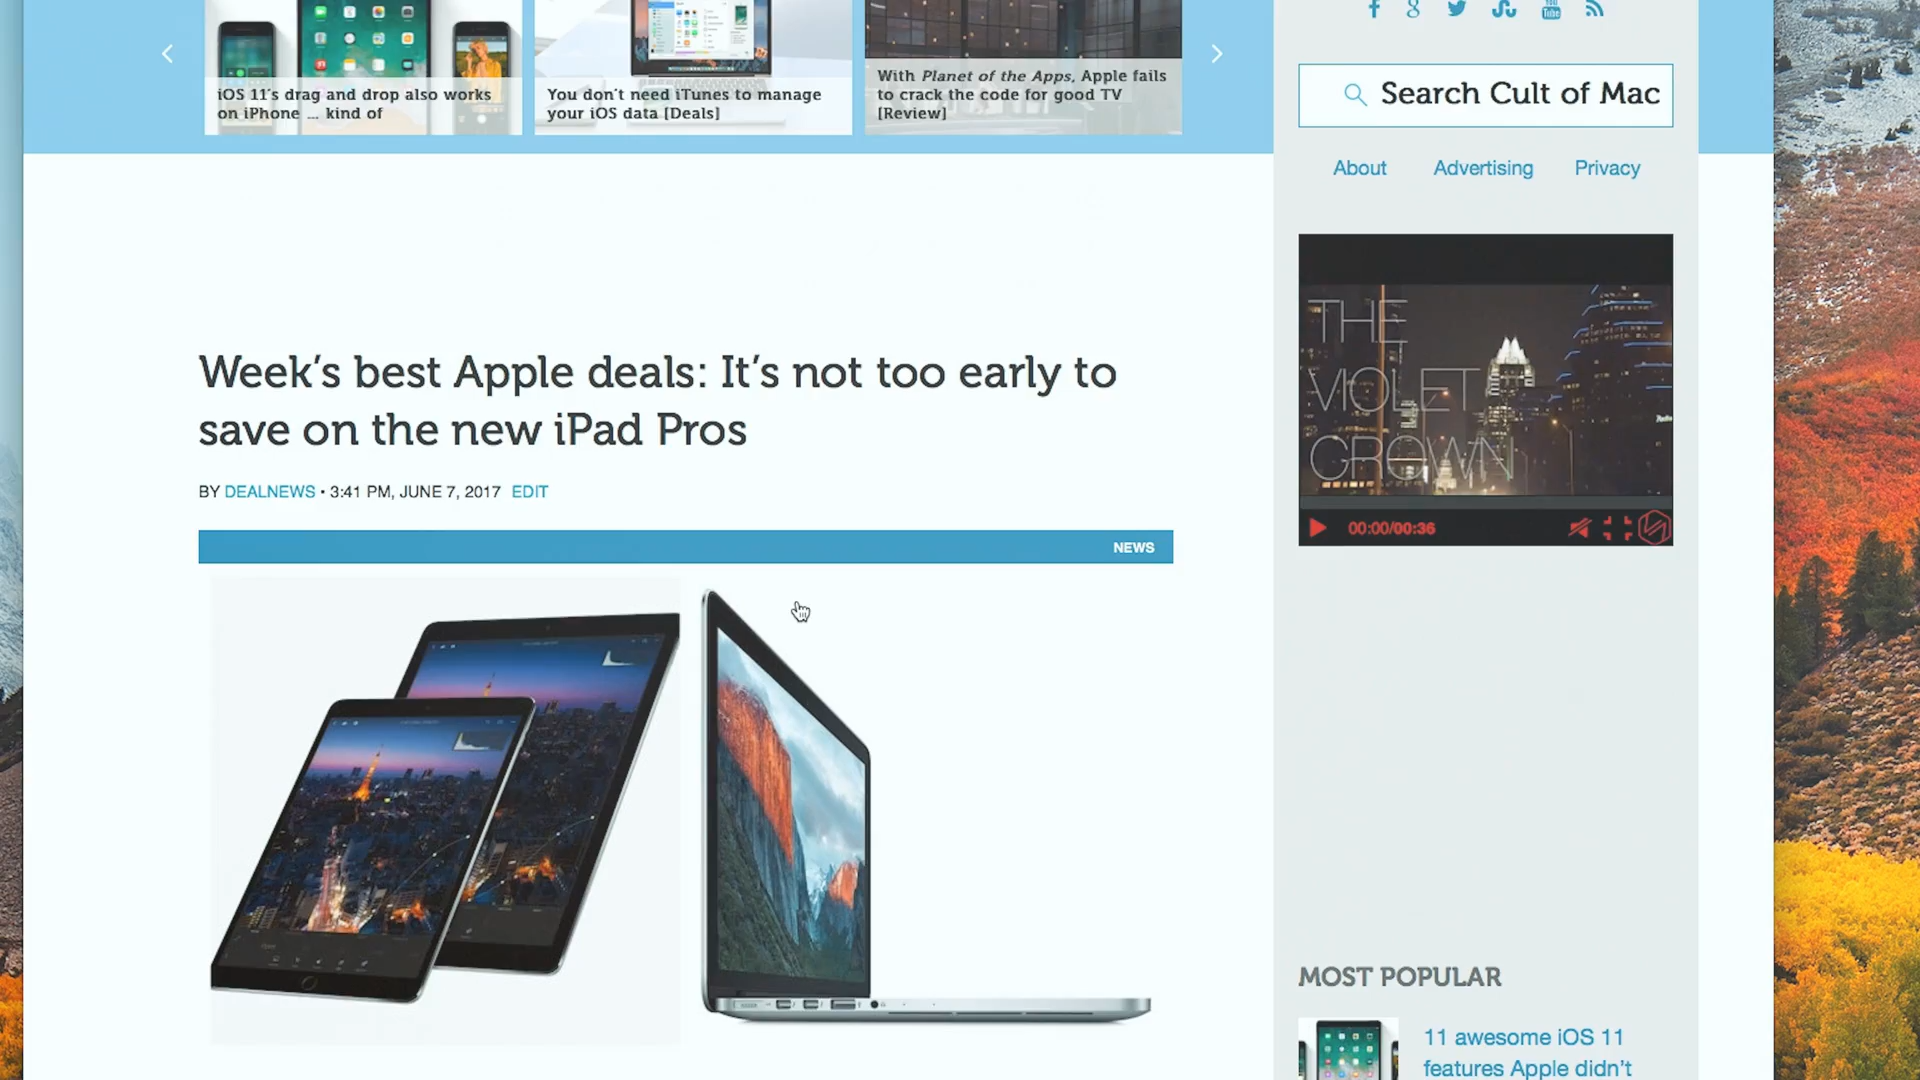 iOS 11's drag and drop also works
on iPhone ... kind of
You don't need iTunes to manage
your iOS data [Deals]
With Planet of the Apps, Apple fails
to crack the code for good TV
[Review]
Search Cult of Mac
About Advertising Privacy
THE
VIOLET
CROWN
00:00/00:36
Week’s best Apple deals: It’s not too early to
save on the new iPad Pros
BY DEALNEWS • 3:41 PM, JUNE 7, 2017 EDIT
NEWS
MOST POPULAR
11 awesome iOS 11
features Apple didn’t